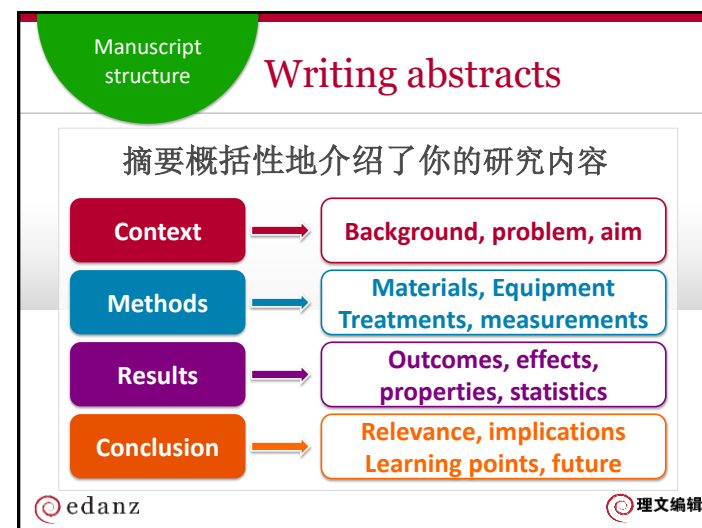 Manuscript
structure
Writing abstracts
摘要概括性地介绍了你的研究内容
Context
Background, problem, aim
Methods
Materials, Equipment
Treatments, measurements
Results
Outcomes, effects,
properties, statistics
Conclusion
Relevance, implications
Learning points, future
edanz
理文编辑